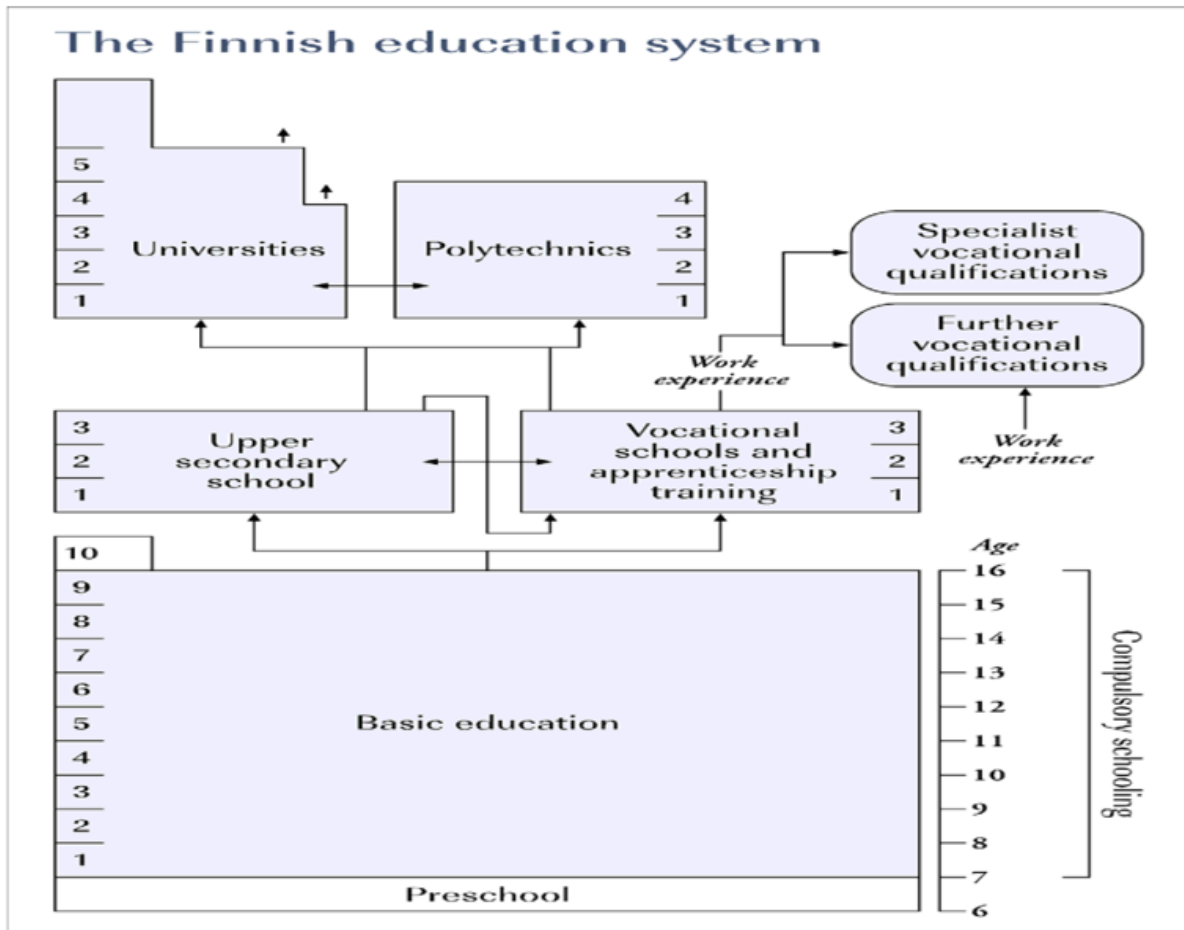 The Finnish education system
5
4
3
2
1
Universities
Polytechnics
4
3
2
1
Specialist
vocational
qualifications
Further
vocational
qualifications
Work
experience
Work
experience
3
2
1
Upper
secondary
school
Vocational
schools and
apprenticeship
training
3
2
1
10
9
8
7
6
5
4
3
2
1
Basic education
Preschool
Age
16
15
14
13
12
11
10
9
8
7
6
Compulsory schooling